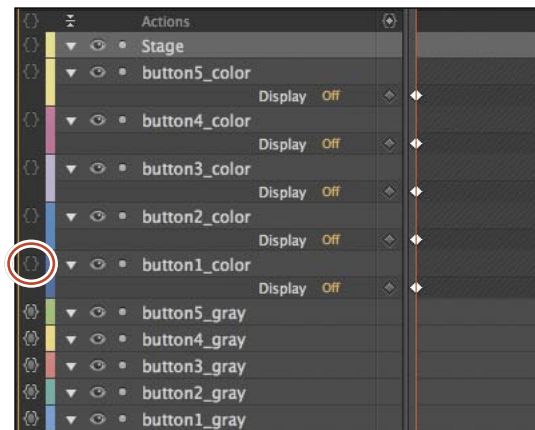 Actions
Stage
button5_color
Display Off
button4_color
Display Off
button3_color
Display Off
button2_color
Display Off
button1_color
Display Off
button5_gray
button4_gray
button3_gray
button2_gray
button1_gray